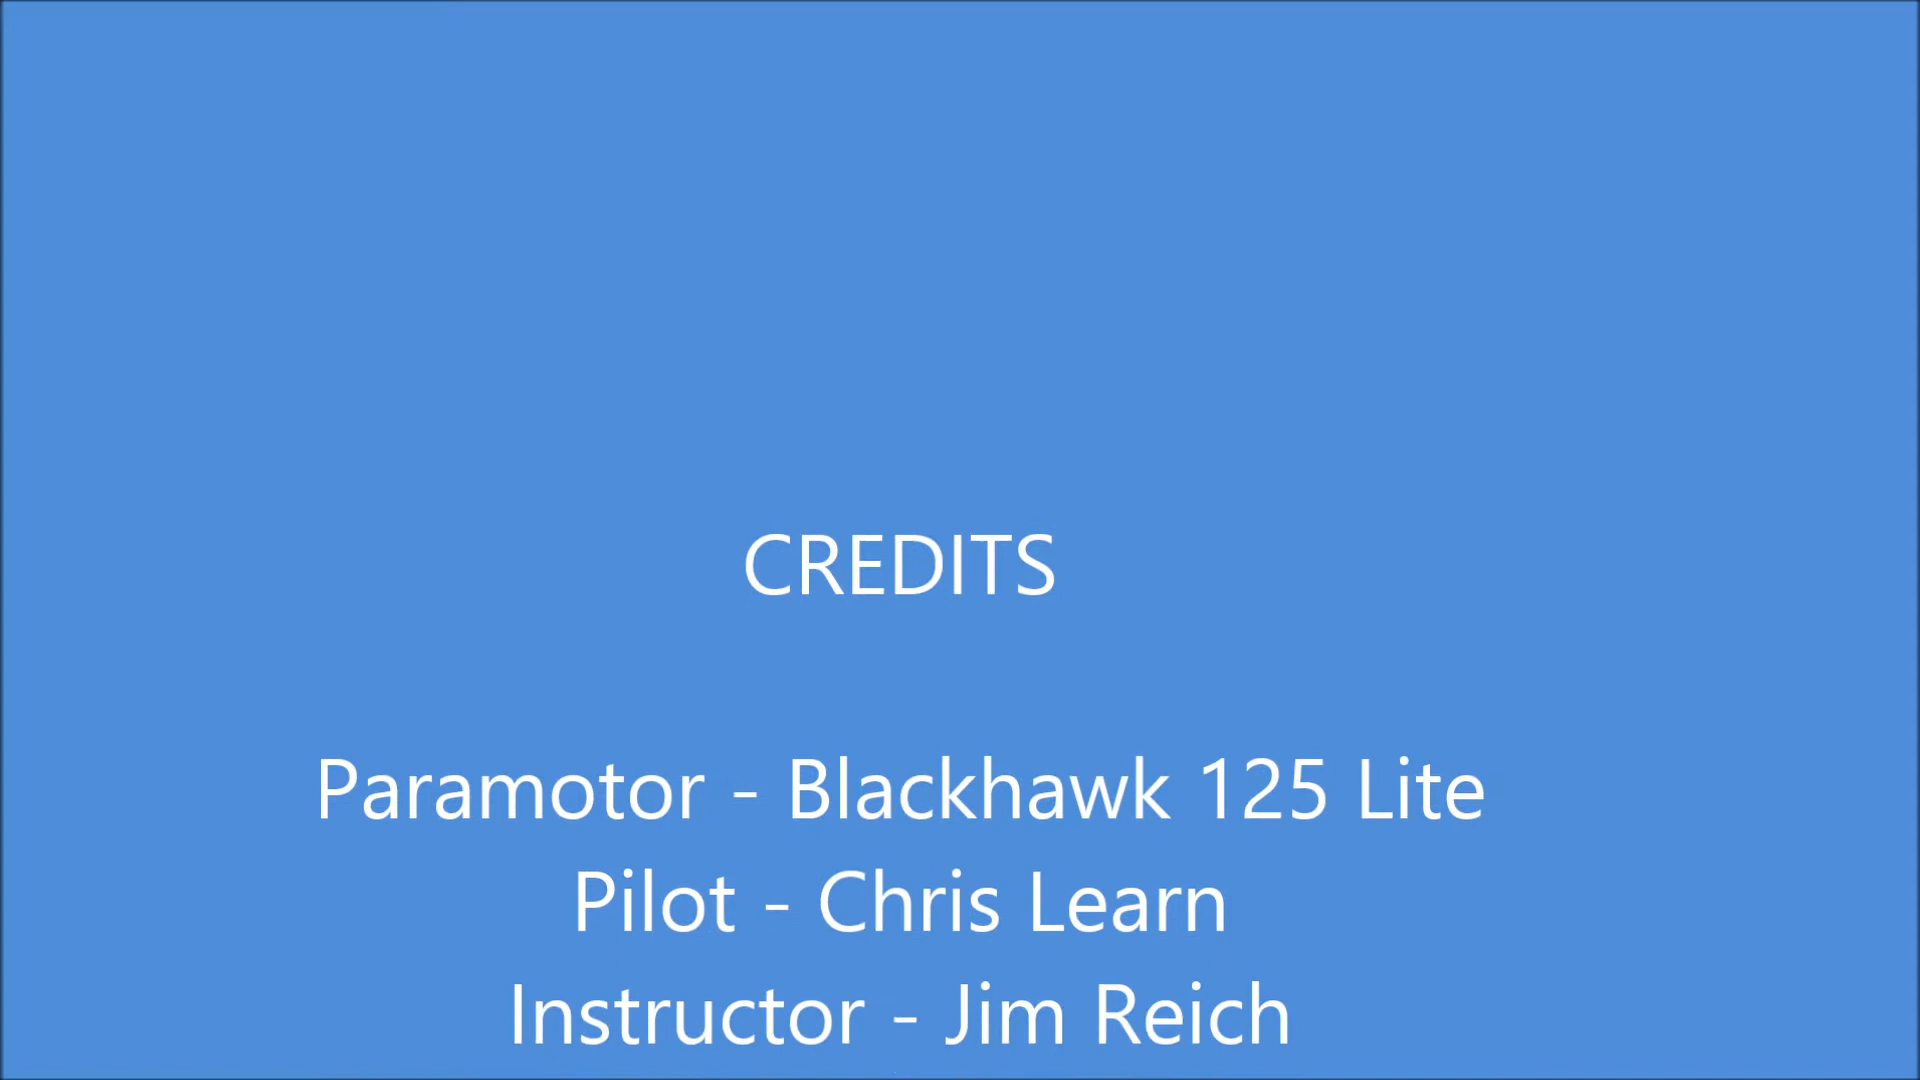 CREDITS
Paramotor - Blackhawk 125 Lite
Pilot - Chris Learn
Instructor - Jim Reich